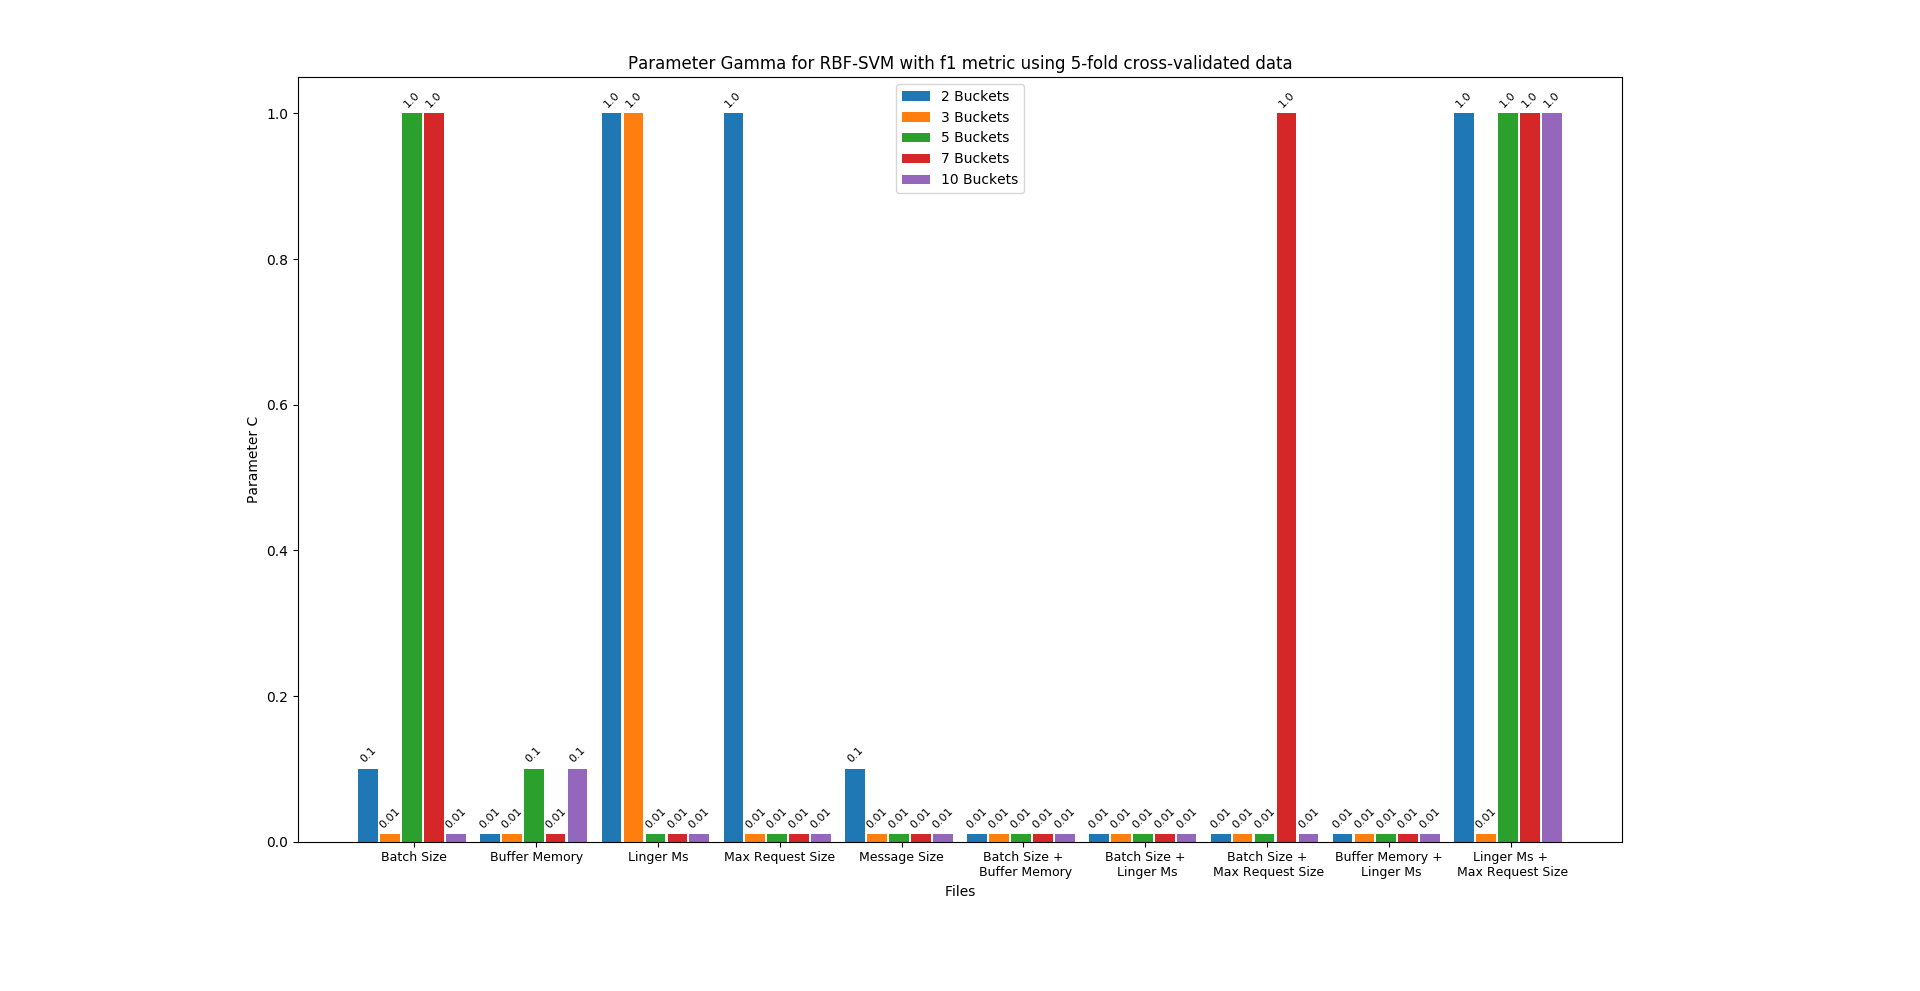 Parameter Gamma for RBF-SVM with f1 metric using 5-fold cross-validated data
2 Buckets
3 Buckets
5 Buckets
7 Buckets
10 Buckets
Parameter C
1.0
0.8
0.6
0.4
0.2
0.0
0.1 0.01 1.0 1.0 0.01
0.01 0.01 0.1 0.01 0.1
1.0 1.0 0.01 0.01 0.01
1.0 0.01 0.01 0.01 0.01
0.1 0.01 0.01 0.01 0.01
0.01 0.01 0.01 0.01 0.01
0.01 0.01 0.01 0.01 0.01
0.01 0.01 0.01 1.0 0.01
0.01 0.01 0.01 0.01 0.01
1.0 0.01 1.0 1.0 1.0
Batch Size
Buffer Memory
Linger Ms
Max Request Size
Message Size
Batch Size +
Buffer Memory
Batch Size +
Linger Ms
Batch Size +
Max Request Size
Buffer Memory +
Linger Ms
Linger Ms +
Max Request Size
Files